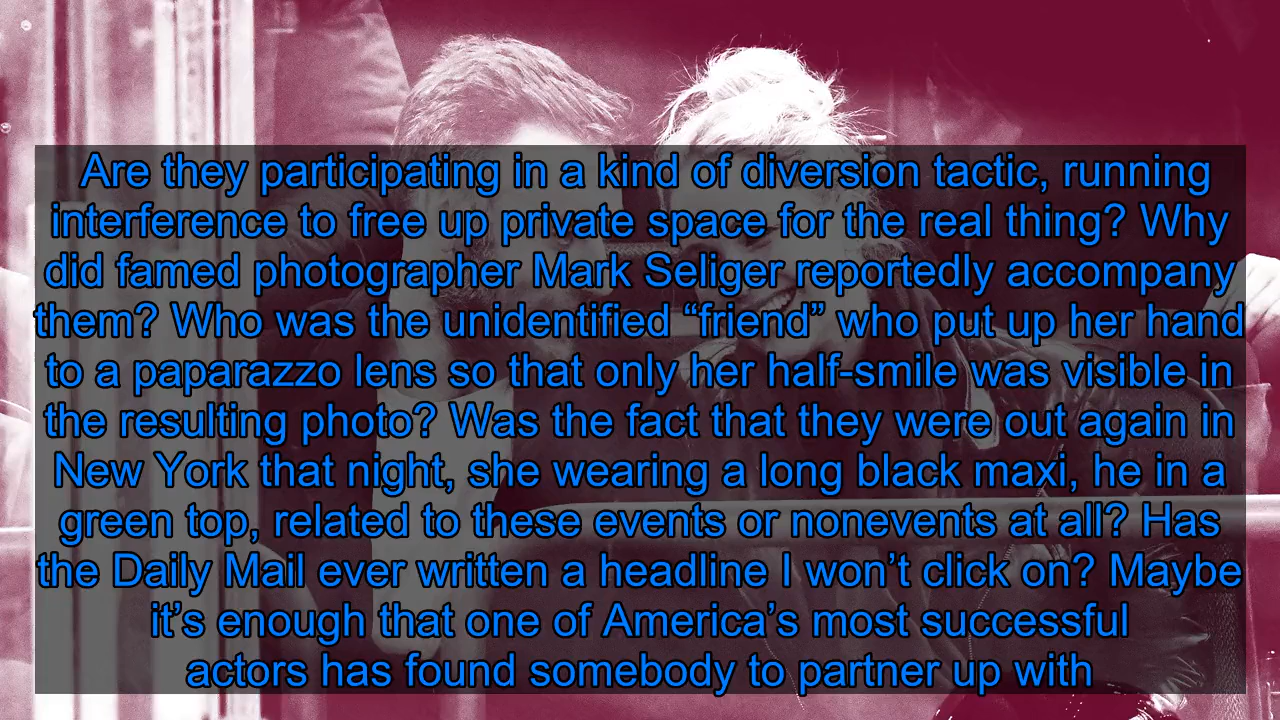 Are they participating in a kind of diversion tactic, running
interference to free up private space for the real thing? Why
did famed photographer Mark Seliger reportedly accompany
them? Who was the unidentified “friend” who put up her hand
to a paparazzo lens so that only her half-smile was visible in
the resulting photo? Was the fact that they were out again in
New York that night, she wearing a long black maxi, he in a
green top, related to these events or nonevents at all? Has
the Daily Mail ever written a headline I won’t click on? Maybe
it’s enough that one of America’s most successful
actors has found somebody to partner up with